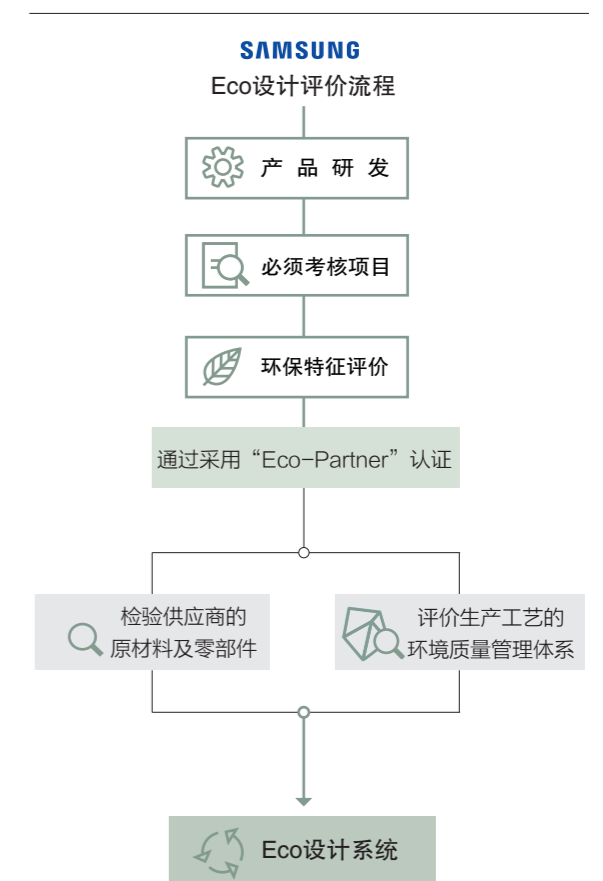 SAMSUNG
Eco设计评价流程
产品研发
必须考核项目
环保特征评价
通过采用“Eco-Partner”认证
检验供应商的
原材料及零部件
评价生产工艺的
环境质量管理体系
Eco设计系统